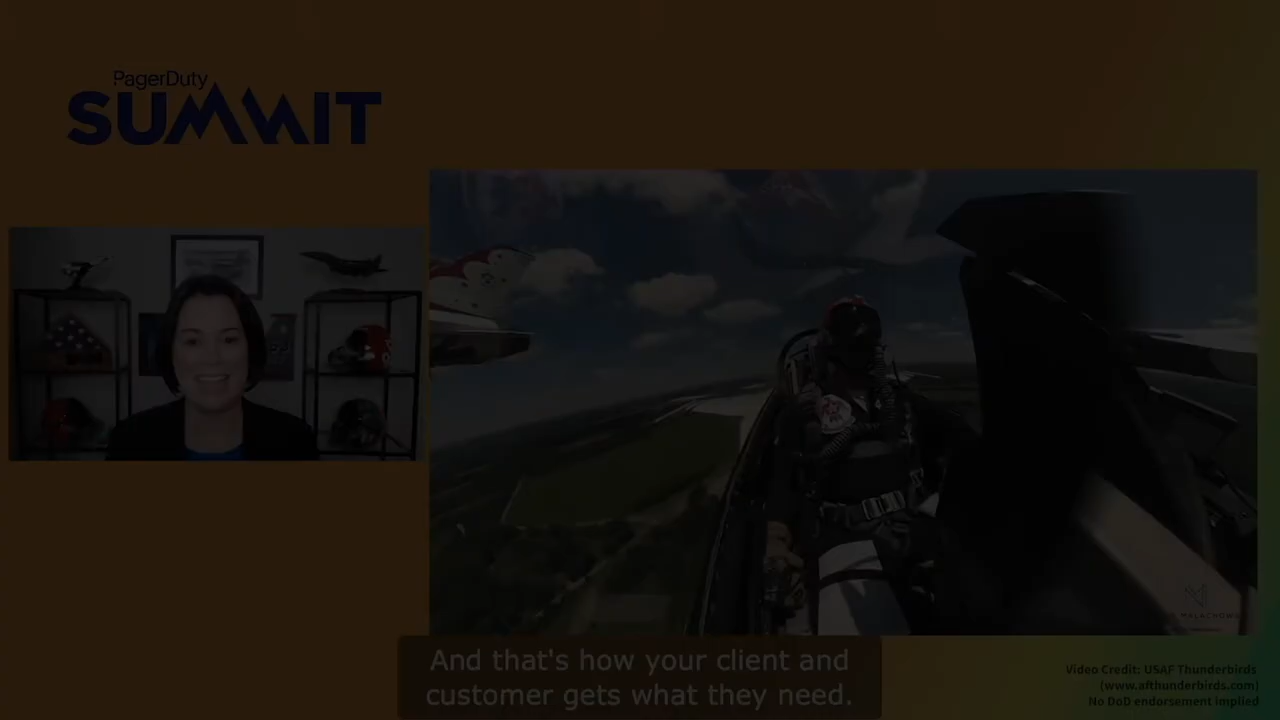 PagerDuty
SUMMIT
And that's how your client and
customer gets what they need.
Video Credit: USAF Thunderbirds
(www.afthunderbirds.com)
No DoD endorsement implied